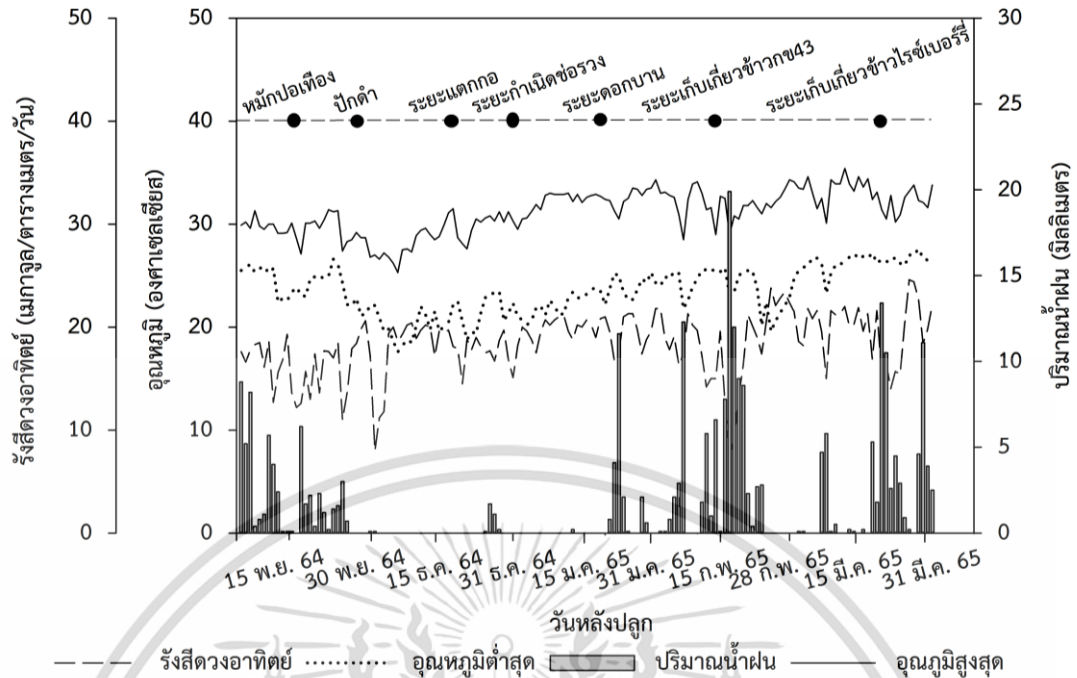 50
40
30
20
10
0
รังสีดวงอาทิตย์ (เมกาจูล/ตารางเมตร/วัน)
50
40
30
20
10
0
อุณหภูมิ (องศาเซลเซียส)
หมักปอเทือง
ปักดำ
ระยะแตกกอ
ระยะกำเนิดช่อรวง
ระยะดอกบาน
ระยะเก็บเกี่ยวข้าวกข43
ระยะเก็บเกี่ยวข้าวไรซ์เบอร์รี่
30
25
20
15
10
5
0
ปริมาณน้ำฝน (มิลลิเมตร)
15 พ.ย. 64
30 พ.ย. 64
15 ธ.ค. 64
31 ธ.ค. 64
15 ม.ค. 65
31 ม.ค. 65
15 ก.พ. 65
28 ก.พ. 65
15 มี.ค. 65
31 มี.ค. 65
วันหลังปลูก
รังสีดวงอาทิตย์ อุณหภูมิต่ำสุด ปริมาณน้ำฝน อุณภูมิสูงสุด